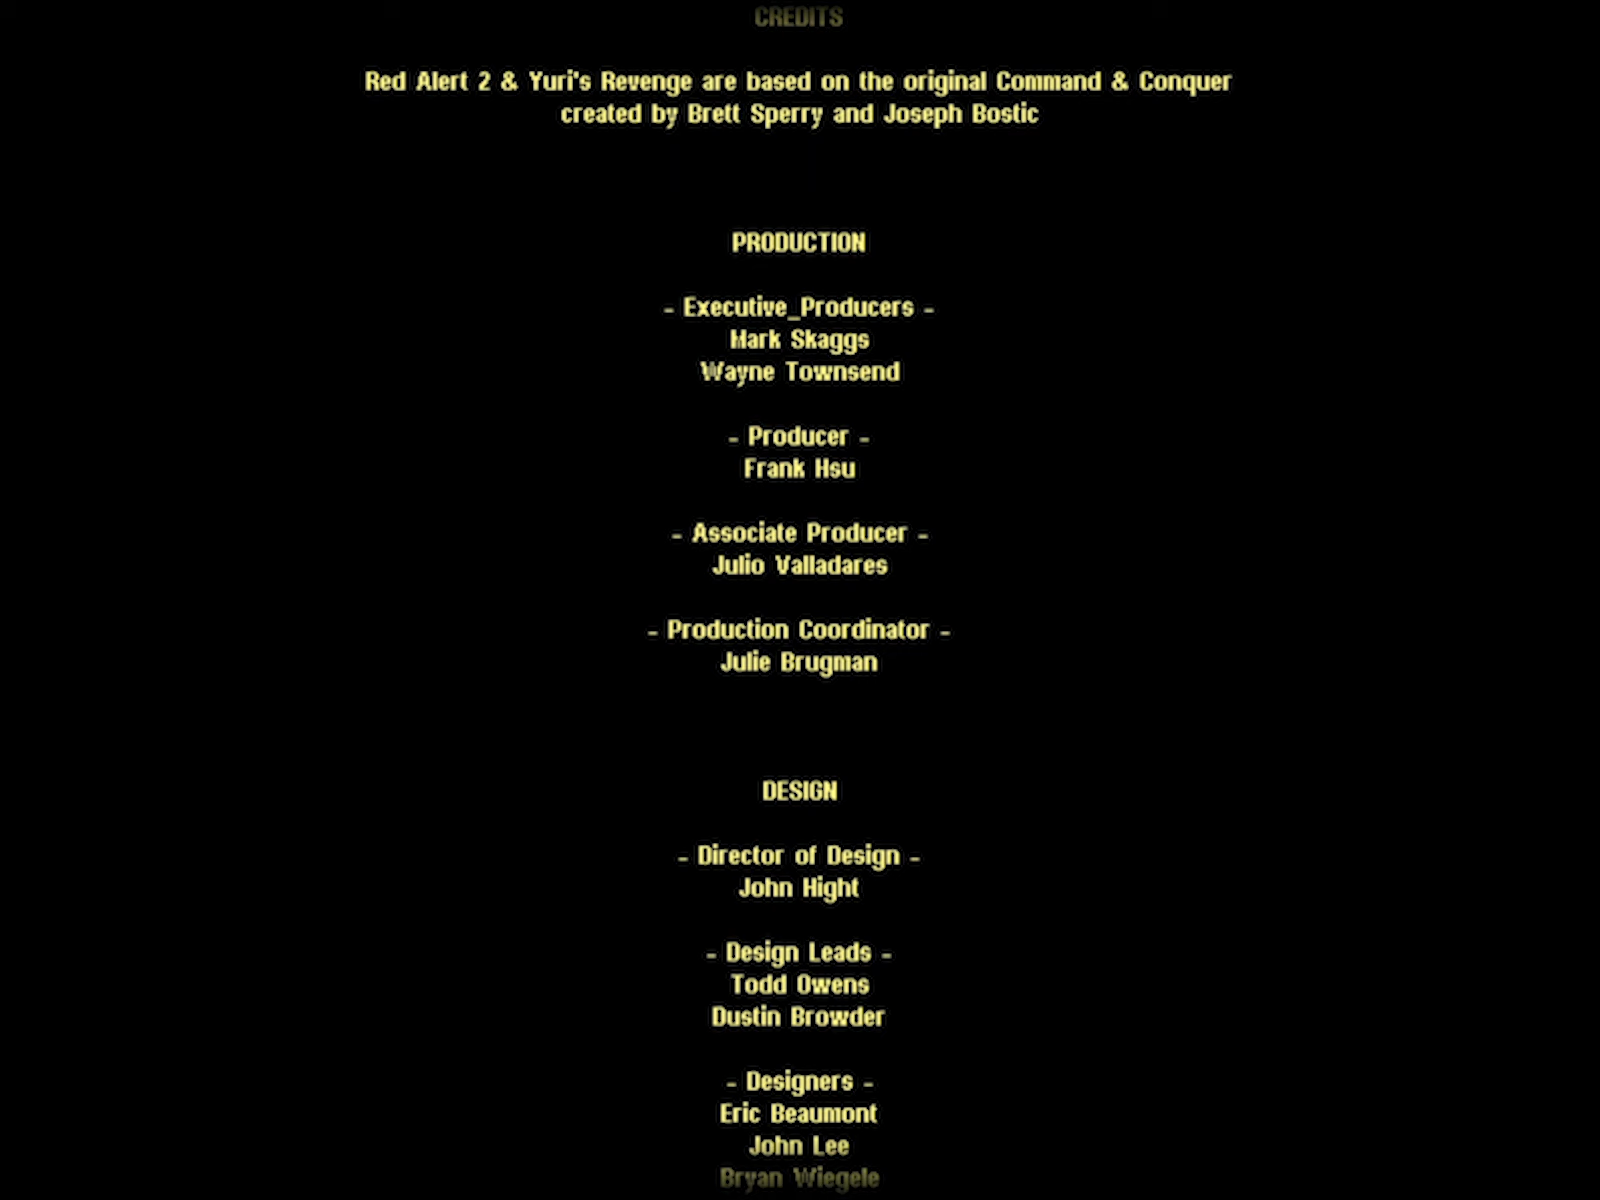 CREDITS
Red Alert 2 & Yuri's Revenge are based on the original Command & Conquer
created by Brett Sperry and Joseph Bostic
PRODUCTION
- Executive_Producers -
Mark Skaggs
Wayne Townsend
- Producer -
Frank Hsu
- Associate Producer -
Julio Valladares
- Production Coordinator -
Julie Brugman
DESIGN
- Director of Design -
John Hight
- Design Leads -
Todd Owens
Dustin Browder
- Designers -
Eric Beaumont
John Lee
Bryan Wiegele